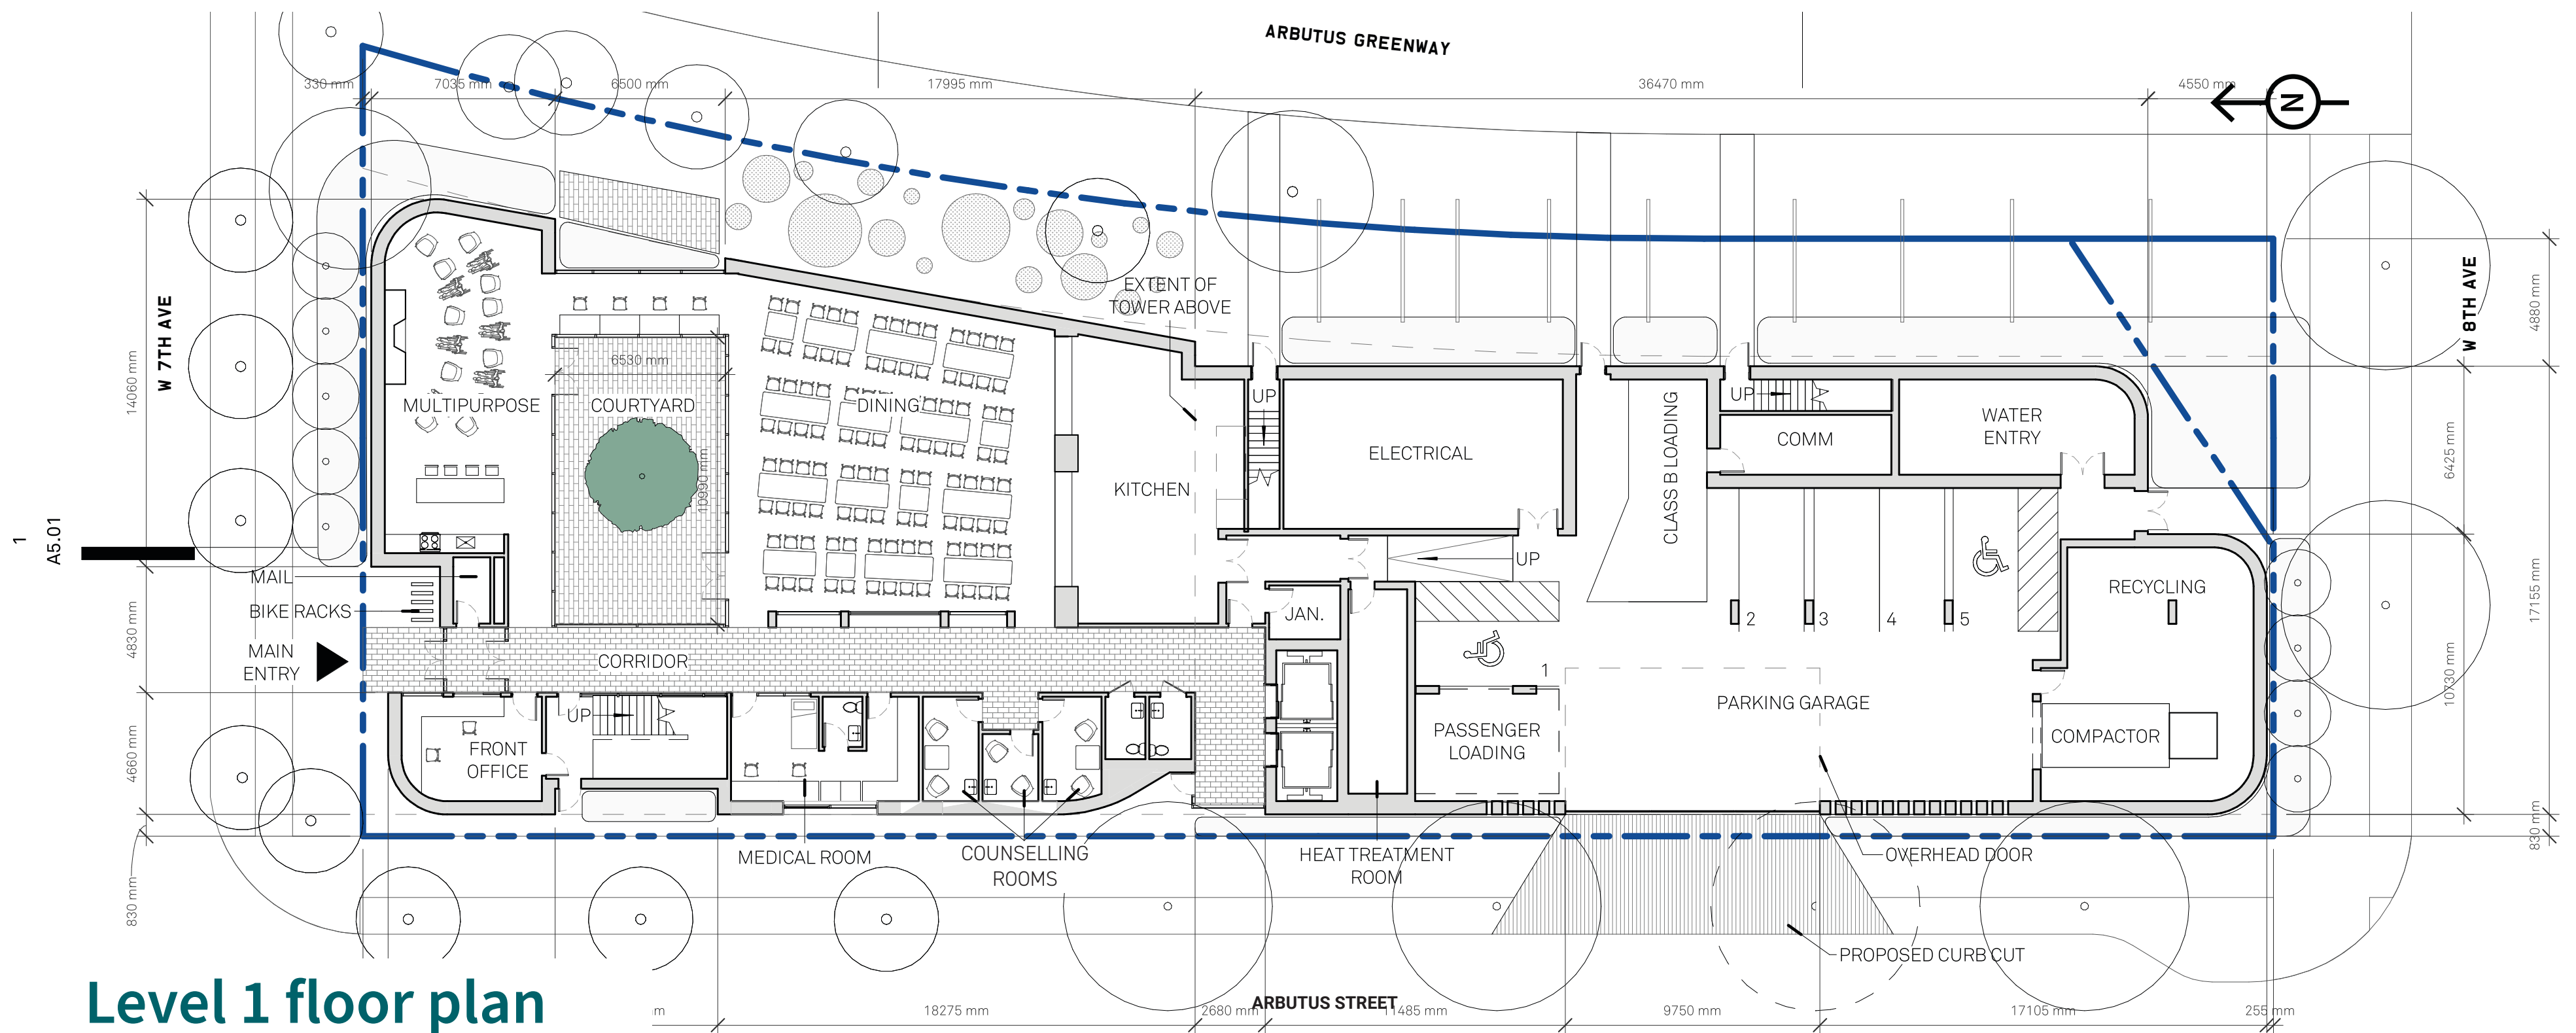 ARBUTUS GREENWAY
330 mm
7035 mm
6500 mm
17995 mm
36470 mm
4550 mm
N
W 7TH AVE
14060 mm
EXTENT OF
TOWER ABOVE
W 8TH AVE
4880 mm
6530 mm
MULTIPURPOSE
COURTYARD
DINING
UP
UP
10990 mm
KITCHEN
ELECTRICAL
CLASS B LOADING
COMM
WATER
ENTRY
6425 mm
1
A5.01
MAIL
BIKE RACKS
MAIN
ENTRY
4830 mm
CORRIDOR
JAN.
UP
1
2
3
4
5
RECYCLING
17155 mm
10730 mm
PARKING GARAGE
PASSENGER
LOADING
COMPACTOR
4660 mm
FRONT
OFFICE
UP
MEDICAL ROOM
COUNSELLING
ROOMS
HEAT TREATMENT
ROOM
OVERHEAD DOOR
830 mm
830 mm
PROPOSED CURB CUT
Level 1 floor plan
18275 mm
2680 mm
ARBUTUS STREET
11485 mm
9750 mm
17105 mm
255 mm